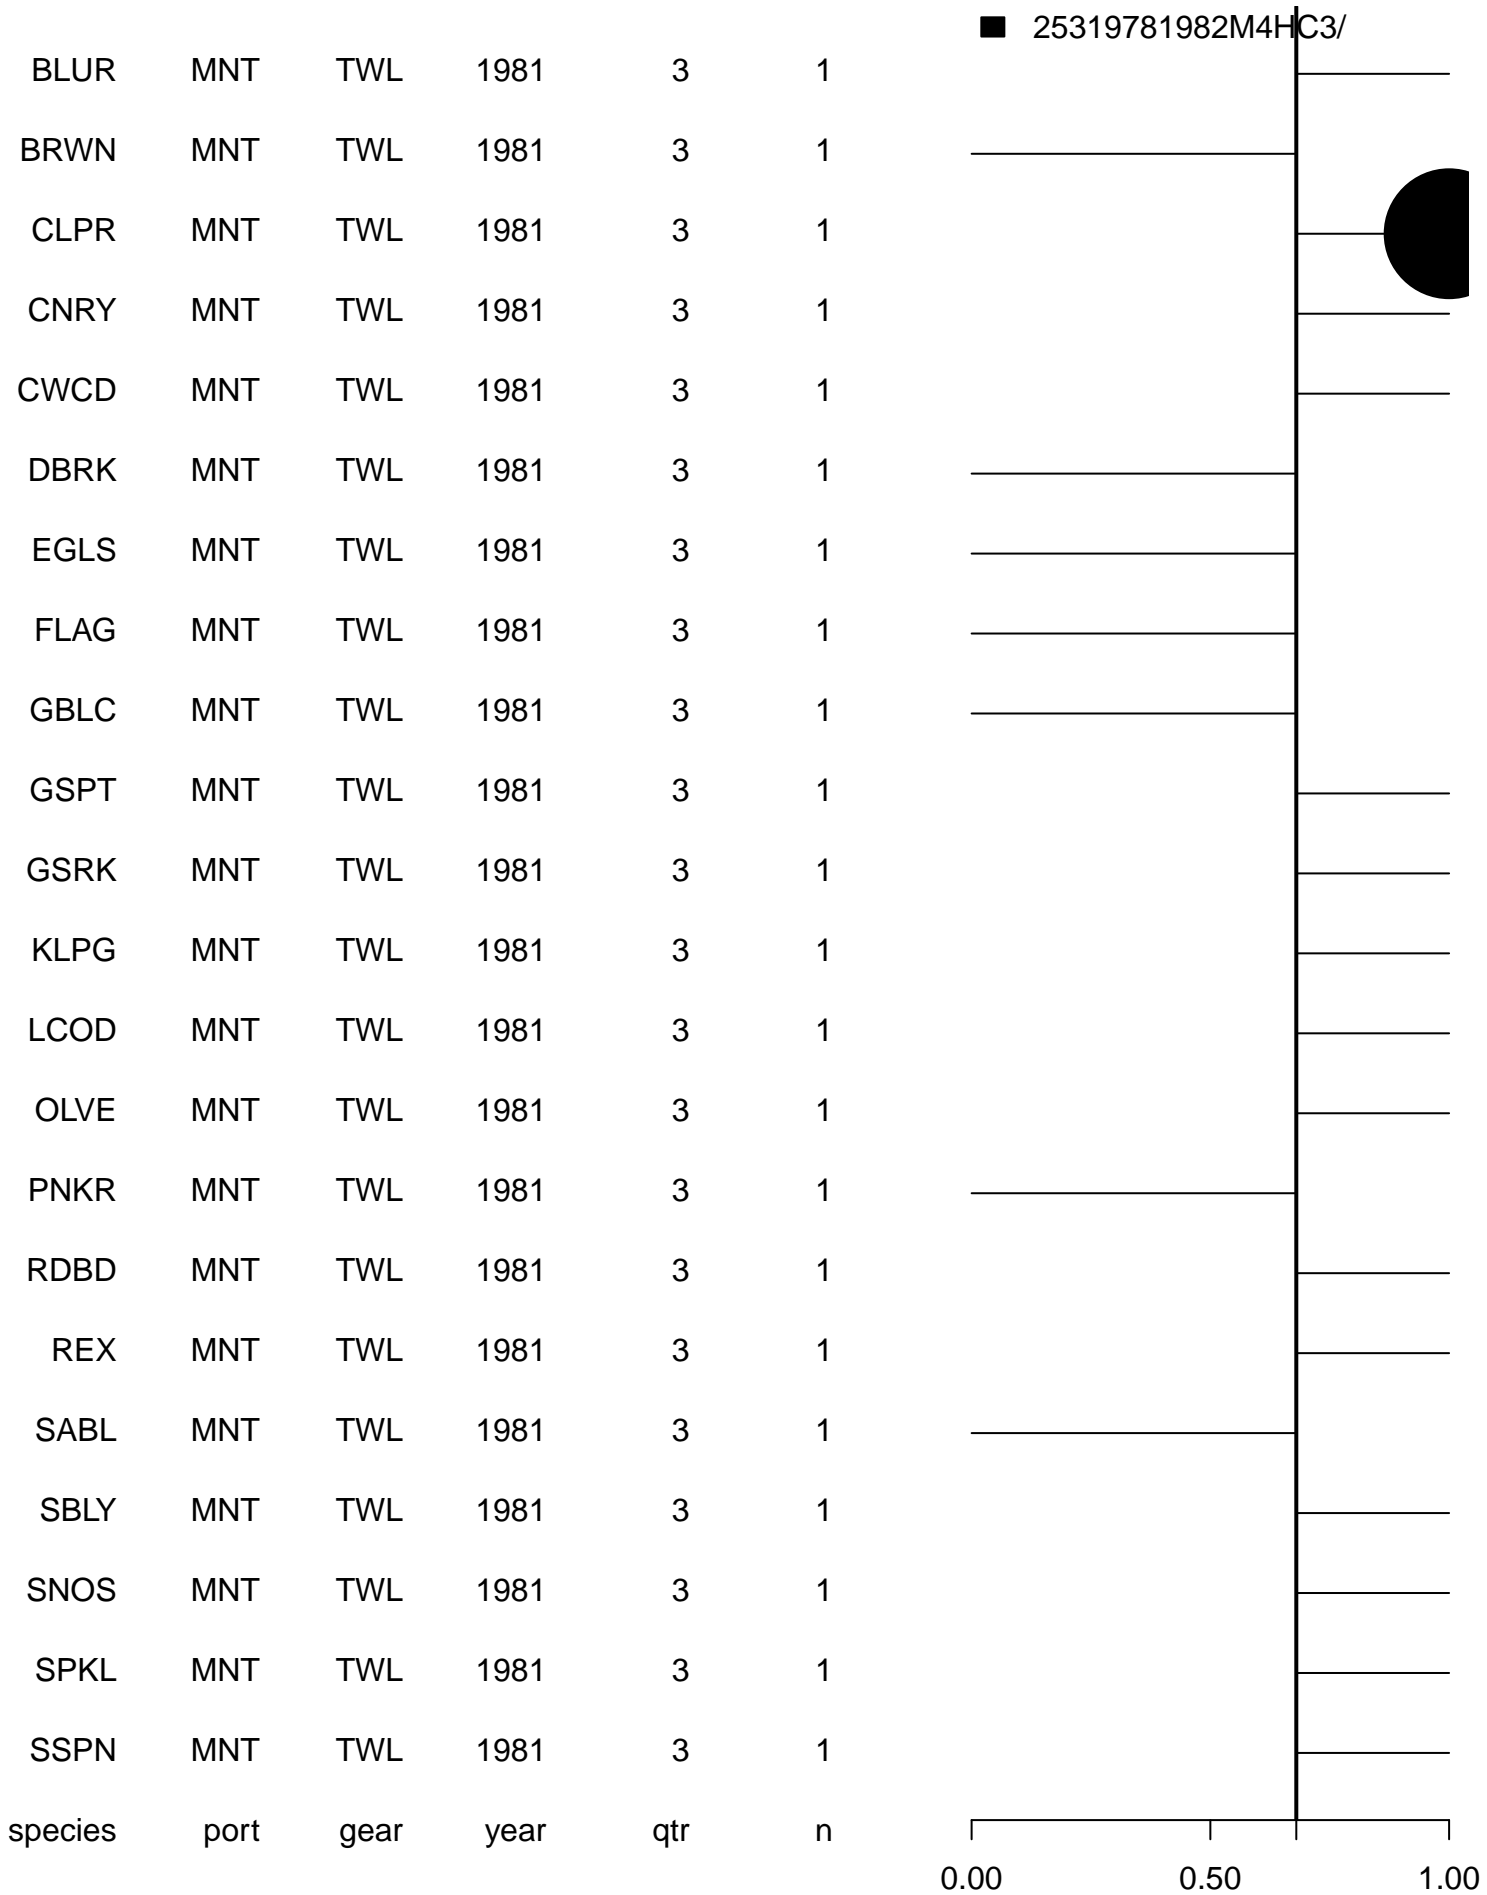 25319781982M4HC3/
BLUR MNT TWL 1981 3 1
BRWN MNT TWL 1981 3 1
CLPR MNT TWL 1981 3 1
CNRY MNT TWL 1981 3 1
CWCD MNT TWL 1981 3 1
DBRK MNT TWL 1981 3 1
EGLS MNT TWL 1981 3 1
FLAG MNT TWL 1981 3 1
GBLC MNT TWL 1981 3 1
GSPT MNT TWL 1981 3 1
GSRK MNT TWL 1981 3 1
KLPG MNT TWL 1981 3 1
LCOD MNT TWL 1981 3 1
OLVE MNT TWL 1981 3 1
PNKR MNT TWL 1981 3 1
RDBD MNT TWL 1981 3 1
REX MNT TWL 1981 3 1
SABL MNT TWL 1981 3 1
SBLY MNT TWL 1981 3 1
SNOS MNT TWL 1981 3 1
SPKL MNT TWL 1981 3 1
SSPN MNT TWL 1981 3 1
species port gear year qtr n
0.00 0.50 1.00